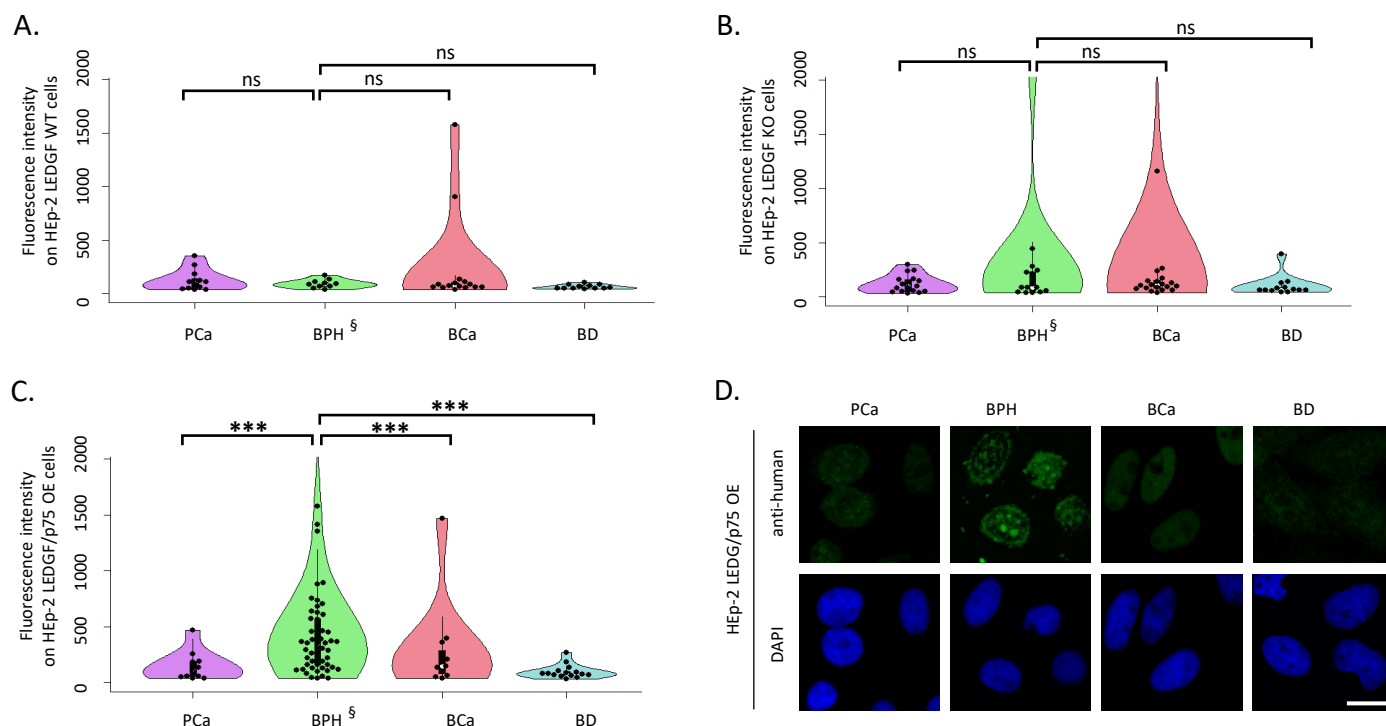 A.
Fluorescence intensity
on HEp-2 LEDGF WT cells
2000
1500
1000
500
0
ns
ns
ns
PCa
BPH §
BCa
BD
B.
Fluorescence intensity
on HEp-2 LEDGF KO cells
2000
1500
1000
500
0
ns
ns
ns
PCa
BPH §
BCa
BD
C.
Fluorescence intensity
on HEp-2 LEDGF/p75 OE cells
2000
1500
1000
500
0
***
***
***
PCa
BPH §
BCa
BD
D.
PCa
BPH
BCa
BD
HEp-2 LEDG/p75 OE
anti-human
DAPI